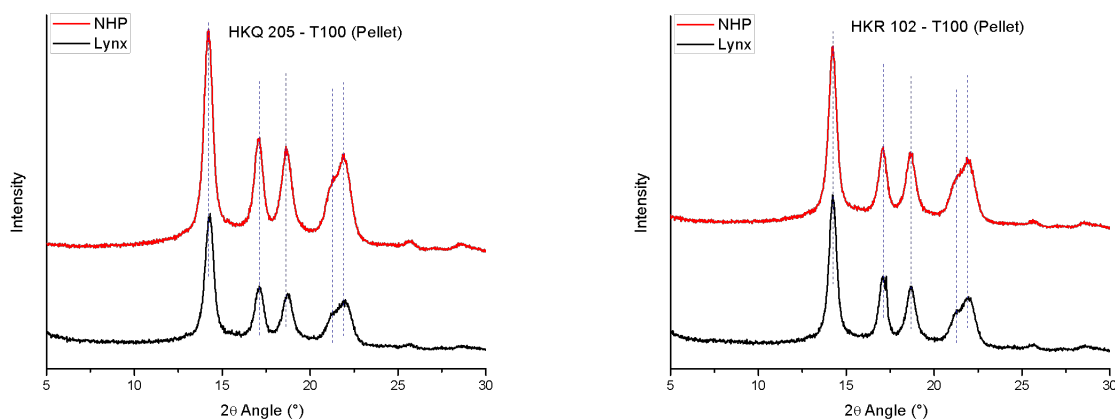 NHP
Lynx
HKQ 205 - T100 (Pellet)
Intensity
5 10 15 20 25 30
2θ Angle (°)
NHP
Lynx
HKR 102 - T100 (Pellet)
Intensity
5 10 15 20 25 30
2θ Angle (°)